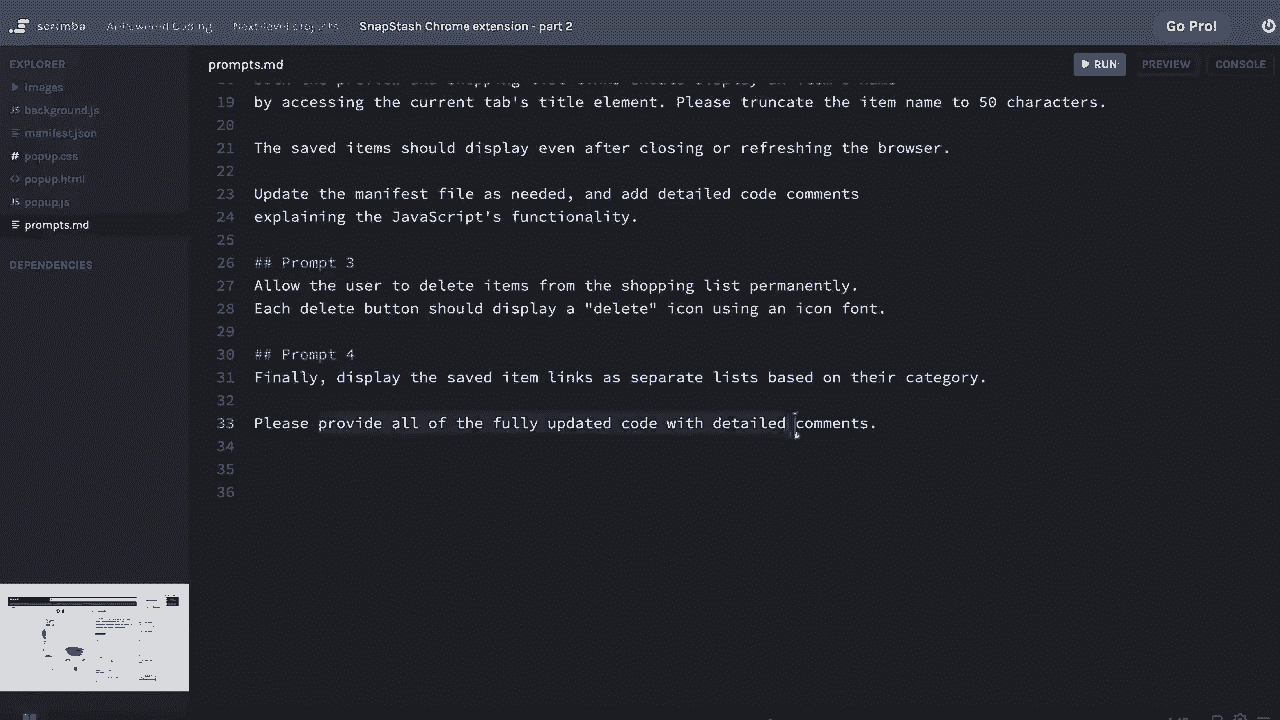 scrimba AI-Powered Coding Next-level projects SnapStash Chrome extension - part 2 Go Pro!
EXPLORER
images
JS background.js
manifest.json
# popup.css
<> popup.html
JS popup.js
prompts.md
DEPENDENCIES
prompts.md RUN PREVIEW CONSOLE
19 by accessing the current tab's title element. Please truncate the item name to 50 characters.
20
21 The saved items should display even after closing or refreshing the browser.
22
23 Update the manifest file as needed, and add detailed code comments
24 explaining the JavaScript's functionality.
25
26 ## Prompt 3
27 Allow the user to delete items from the shopping list permanently.
28 Each delete button should display a "delete" icon using an icon font.
29
30 ## Prompt 4
31 Finally, display the saved item links as separate lists based on their category.
32
33 Please provide all of the fully updated code with detailed comments.
34
35
36